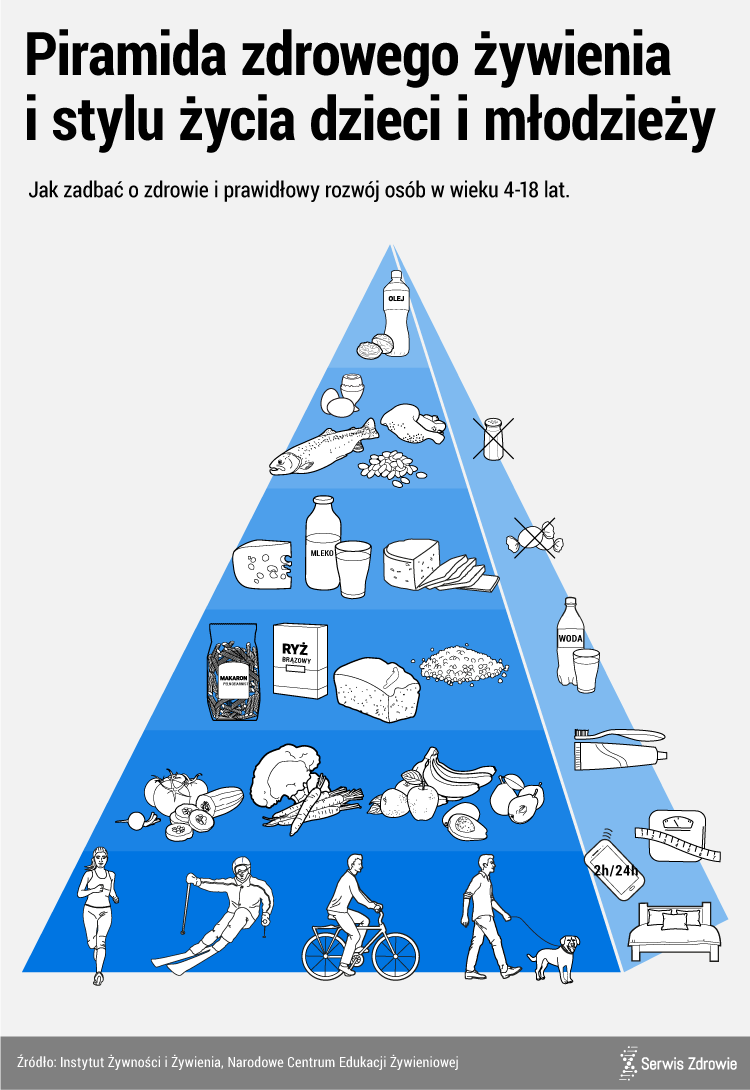 Piramida zdrowego żywienia
i stylu życia dzieci i młodzieży
Jak zadbać o zdrowie i prawidłowy rozwój osób w wieku 4-18 lat.
OLEJ
MLEKO
RYŻ
BRĄZOWY
MAKARON
PEŁNOZIARNISTY
WODA
2h/24h
Źródło: Instytut Żywności i Żywienia, Narodowe Centrum Edukacji Żywieniowej
Serwis Zdrowie